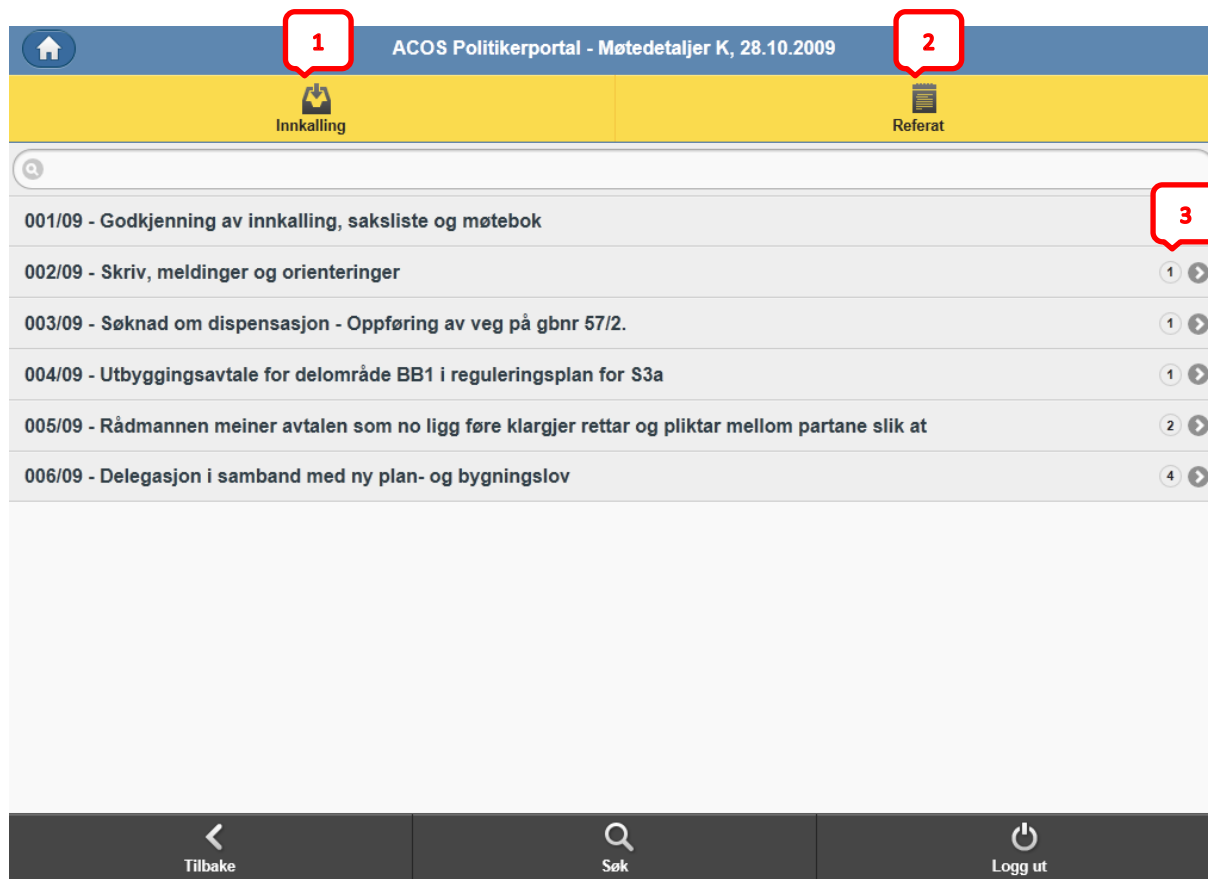 1
ACOS Politikerportal - Møtedetaljer K, 28.10.2009
2
Innkalling
Referat
3
001/09 - Godkjenning av innkalling, saksliste og møtebok
002/09 - Skriv, meldinger og orienteringer 1
003/09 - Søknad om dispensasjon - Oppføring av veg på gbnr 57/2. 1
004/09 - Utbyggingsavtale for delområde BB1 i reguleringsplan for S3a 1
005/09 - Rådmannen meiner avtalen som no ligg føre klargjer rettar og pliktar mellom partane slik at 2
006/09 - Delegasjon i samband med ny plan- og bygningslov 4
Tilbake
Søk
Logg ut